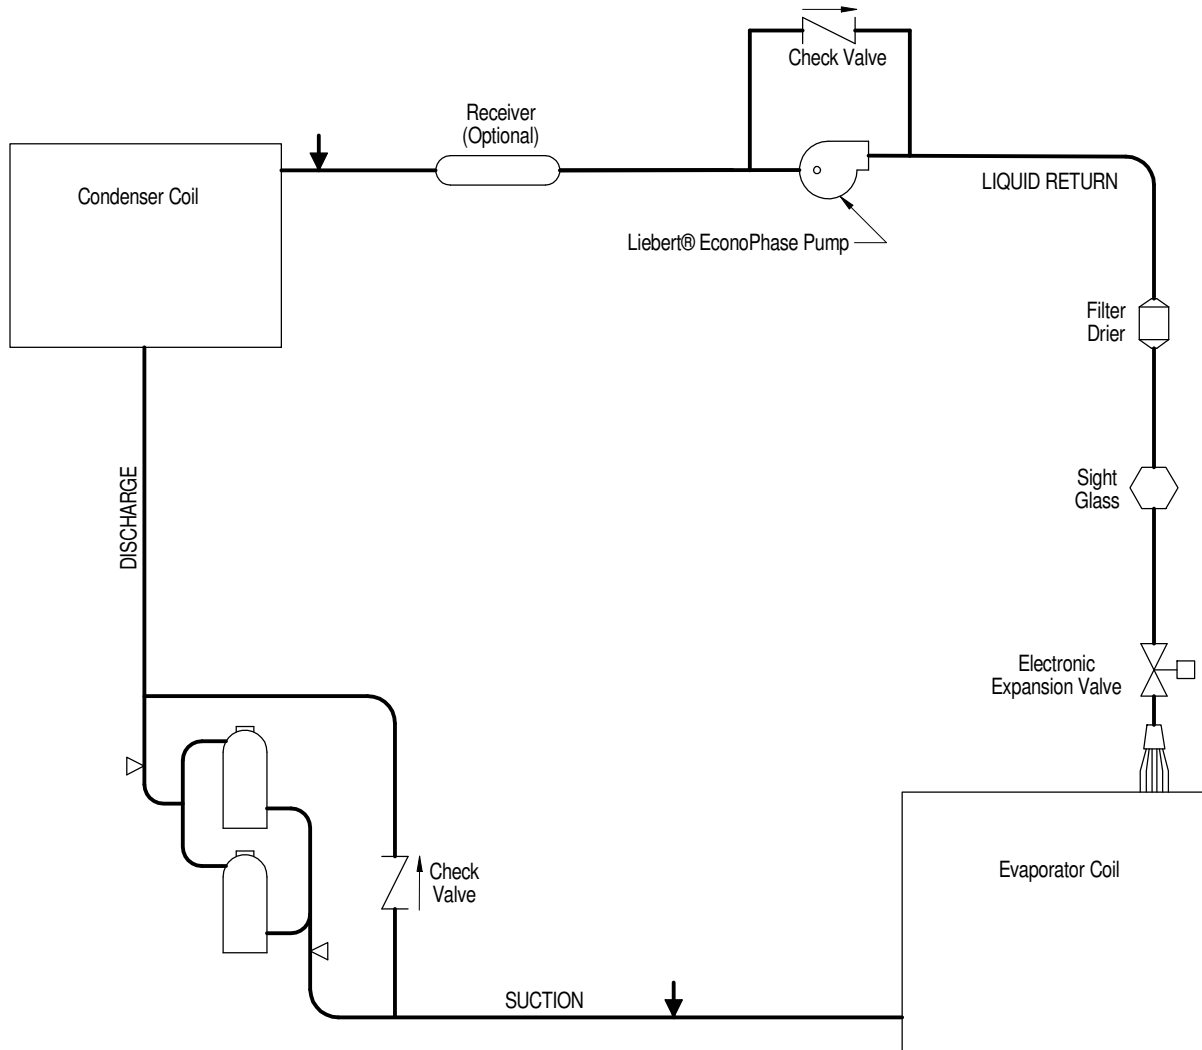 Check Valve
Receiver
(Optional)
Condenser Coil
LIQUID RETURN
Liebert® EconoPhase Pump
Filter
Drier
Sight
Glass
DISCHARGE
Electronic
Expansion Valve
Check
Valve
Evaporator Coil
SUCTION